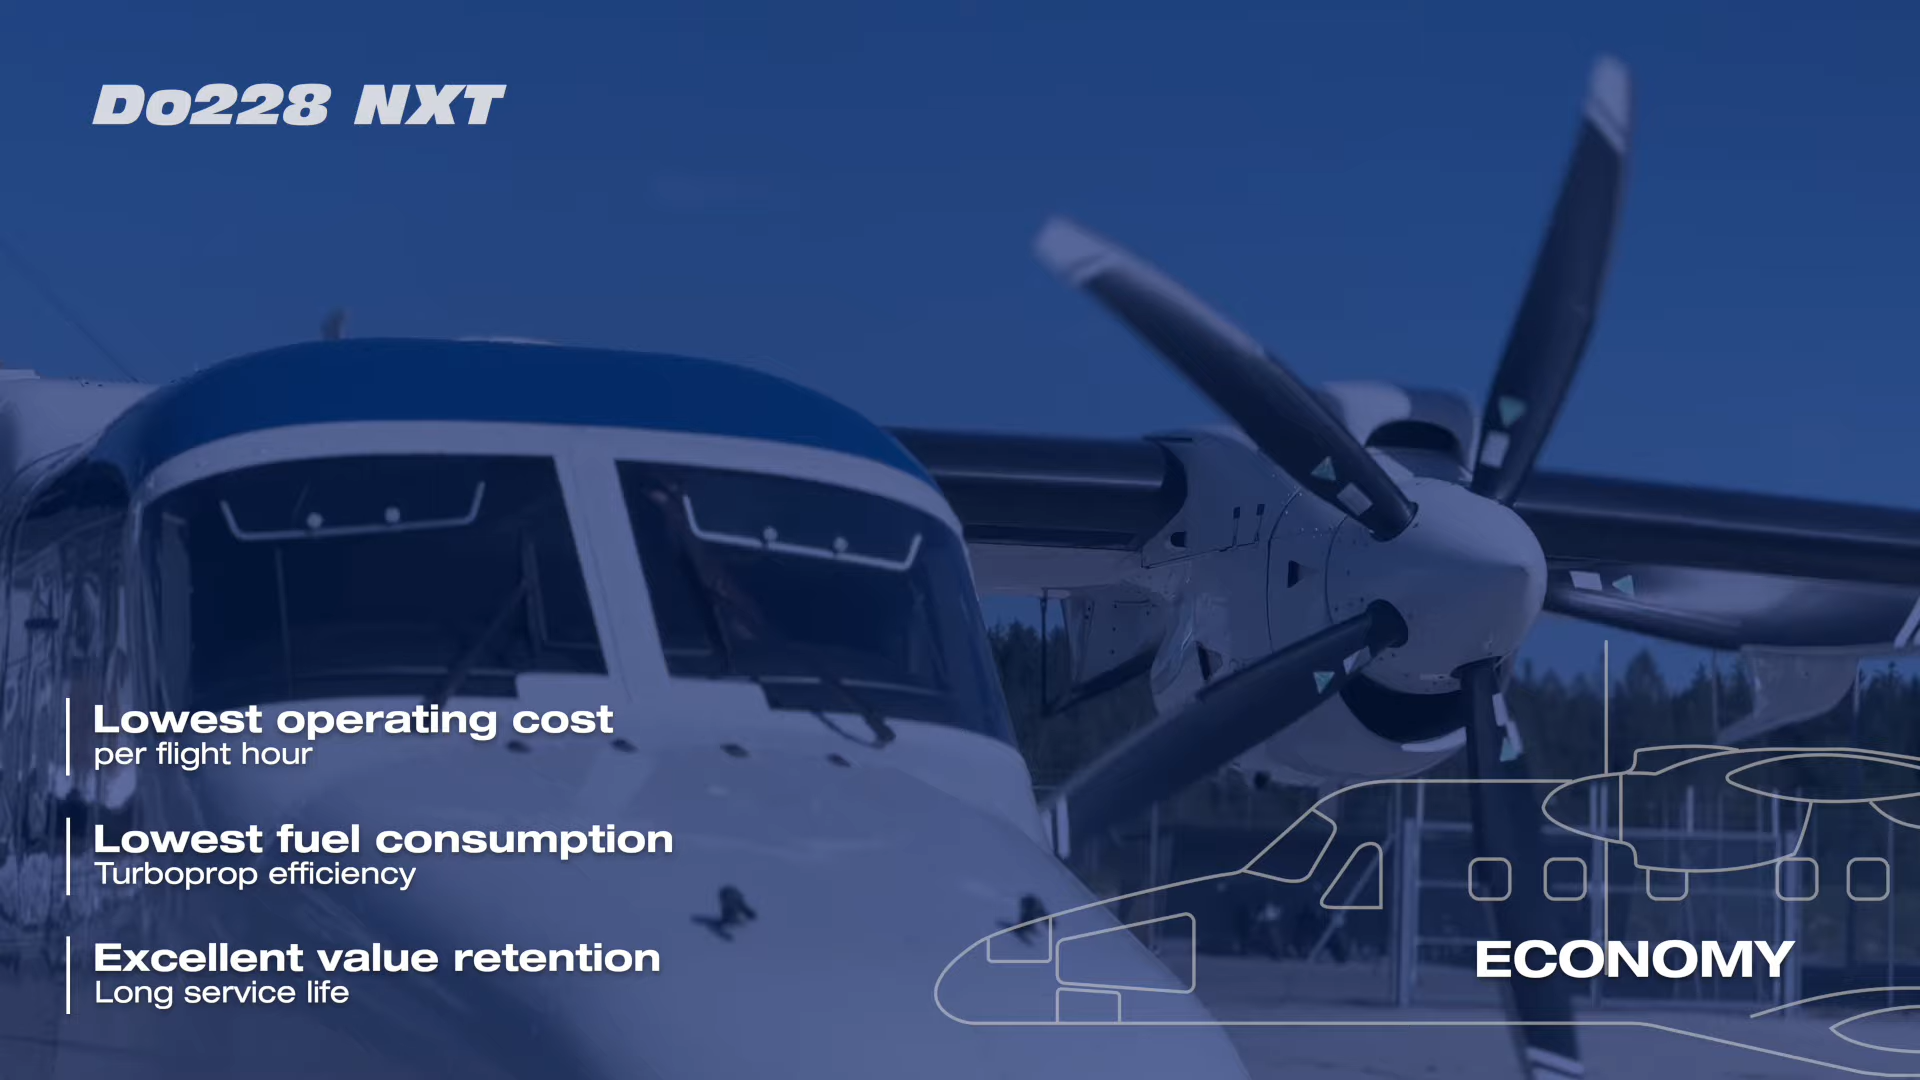 Do228 NXT
Lowest operating cost
per flight hour
Lowest fuel consumption
Turboprop efficiency
Excellent value retention
Long service life
ECONOMY